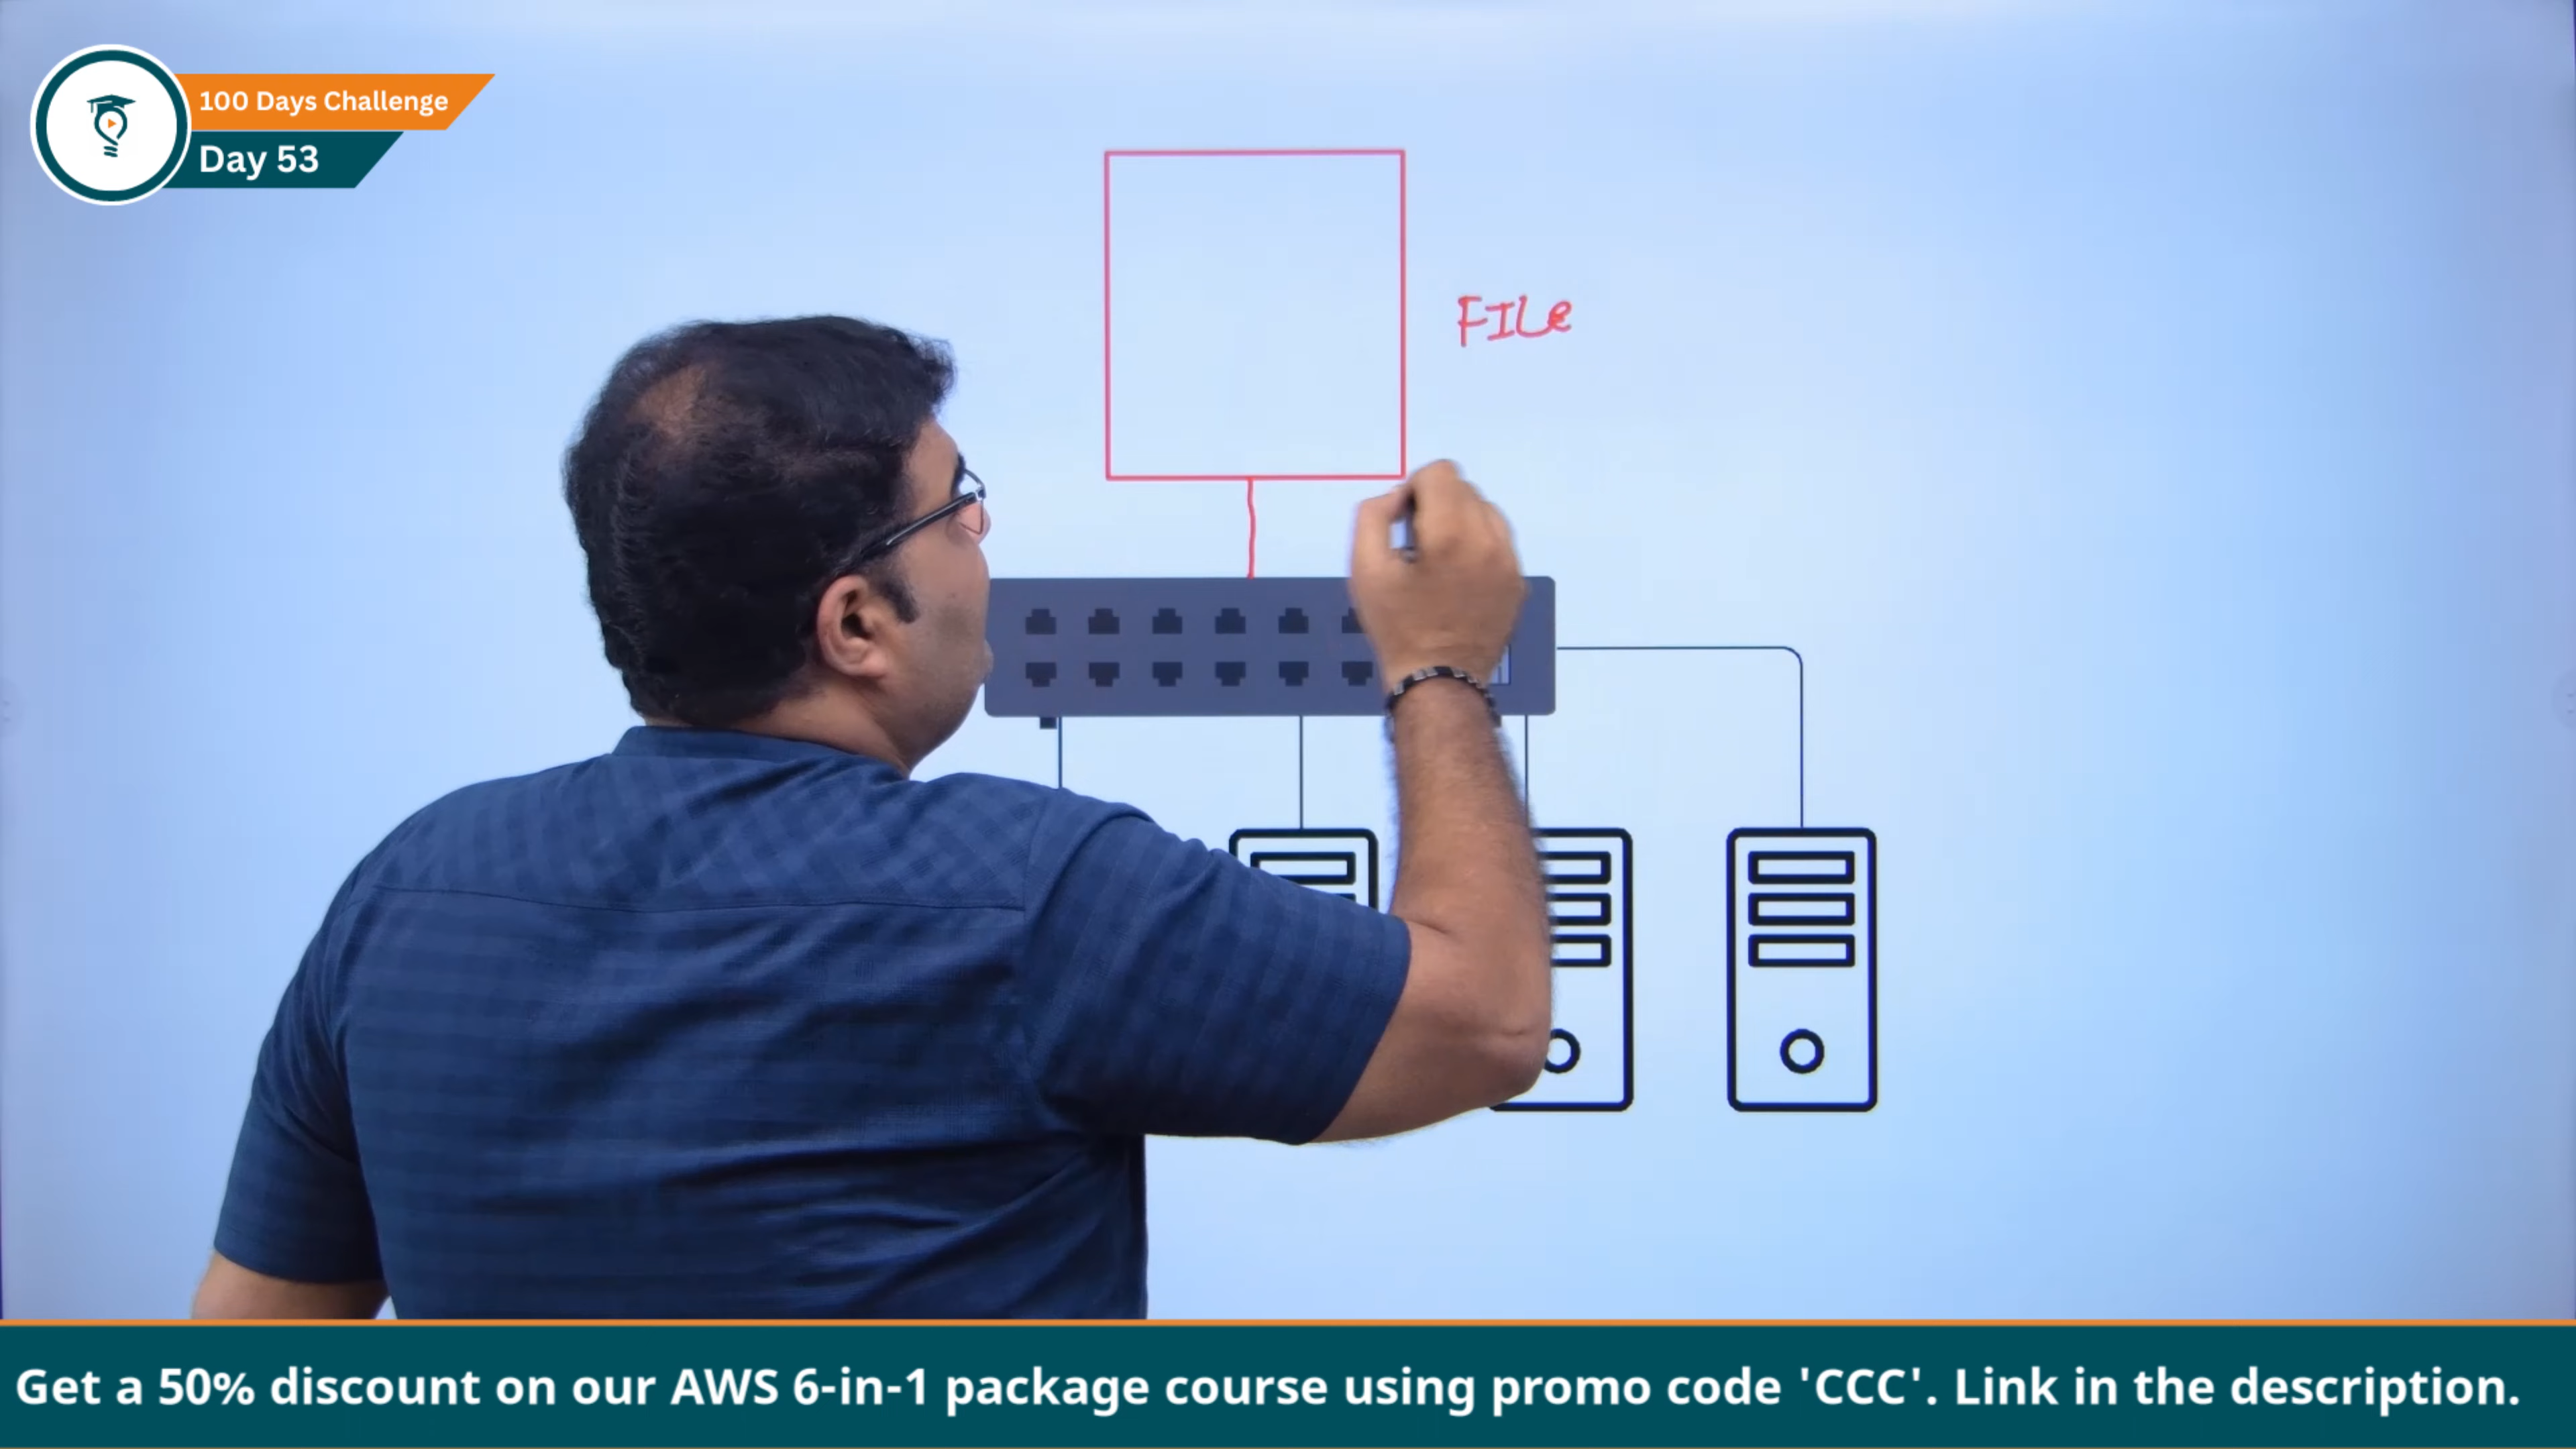 100 Days Challenge
Day 53
FILe
Get a 50% discount on our AWS 6-in-1 package course using promo code 'CCC'. Link in the description.